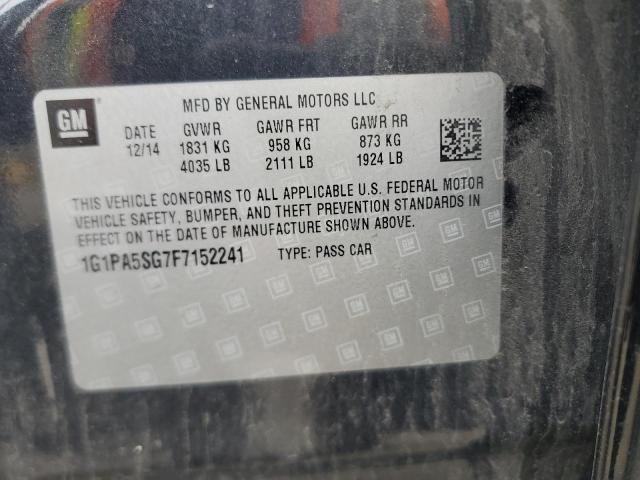 GM
MFD BY GENERAL MOTORS LLC
DATE GVWR GAWR FRT GAWR RR
12/14 1831 KG 958 KG 873 KG
4035 LB 2111 LB 1924 LB
THIS VEHICLE CONFORMS TO ALL APPLICABLE U.S. FEDERAL MOTOR
VEHICLE SAFETY, BUMPER, AND THEFT PREVENTION STANDARDS IN
EFFECT ON THE DATE OF MANUFACTURE SHOWN ABOVE.
1G1PA5SG7F7152241 TYPE: PASS CAR